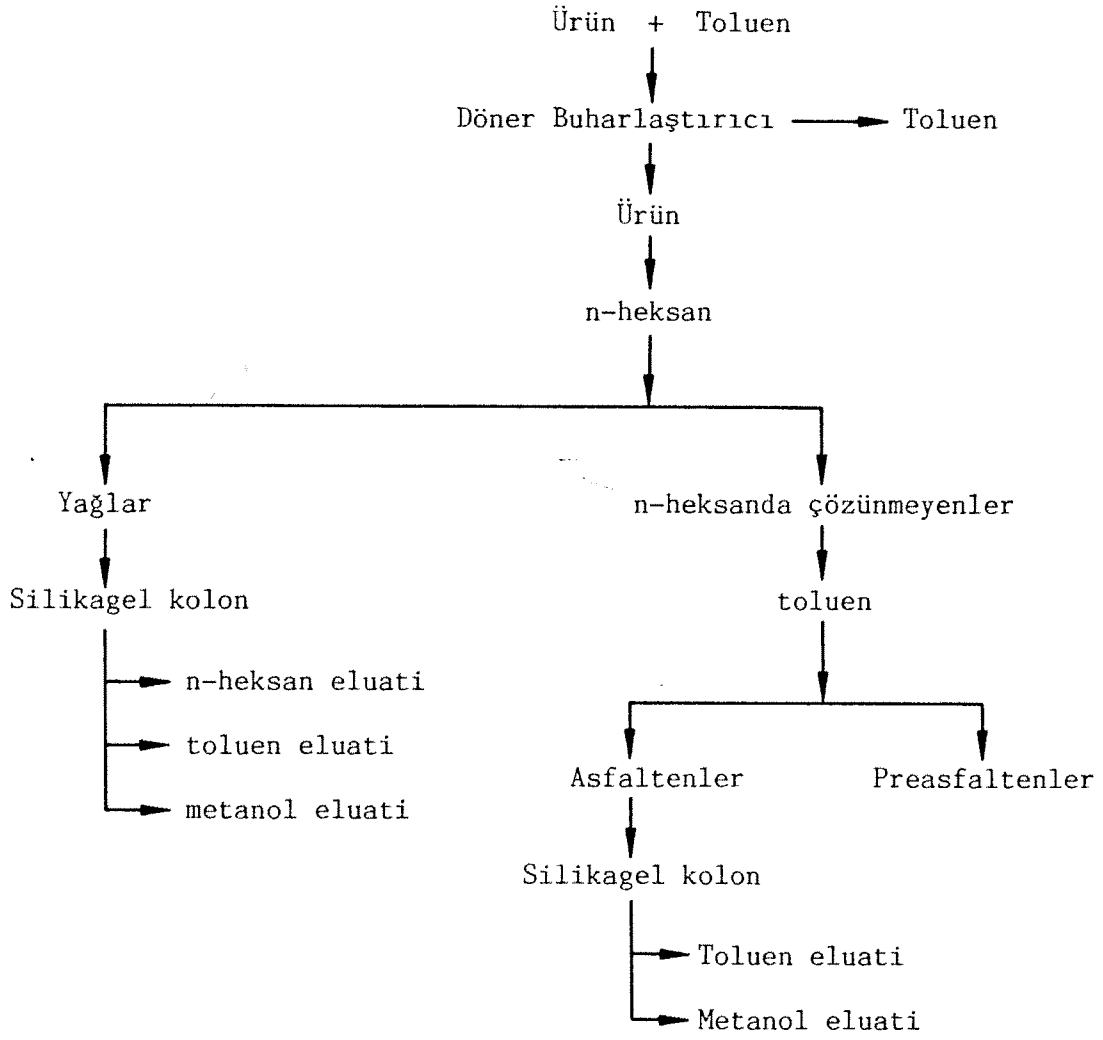 Ürün + Toluen
Döner Buharlaştırıcı
Toluen
Ürün
n-heksan
Yağlar
n-heksanda çözünmeyenler
Silikagel kolon
toluen
n-heksan eluati
toluen eluati
metanol eluati
Asfaltenler
Preasfaltenler
Silikagel kolon
Toluen eluati
Metanol eluati